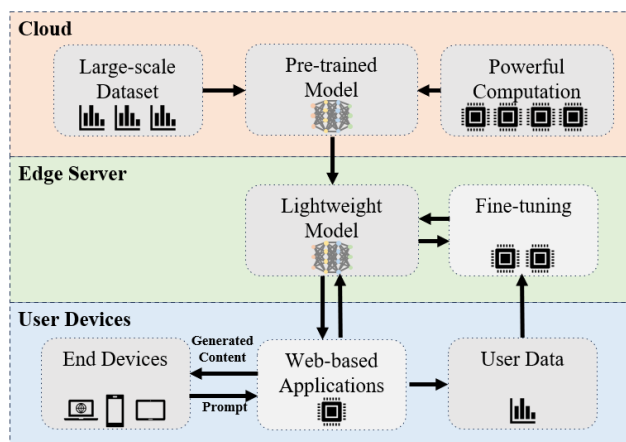 Cloud
Large-scale
Dataset
Pre-trained
Model
Powerful
Computation
Edge Server
Lightweight
Model
Fine-tuning
User Devices
End Devices
Generated
Content
Prompt
Web-based
Applications
User Data